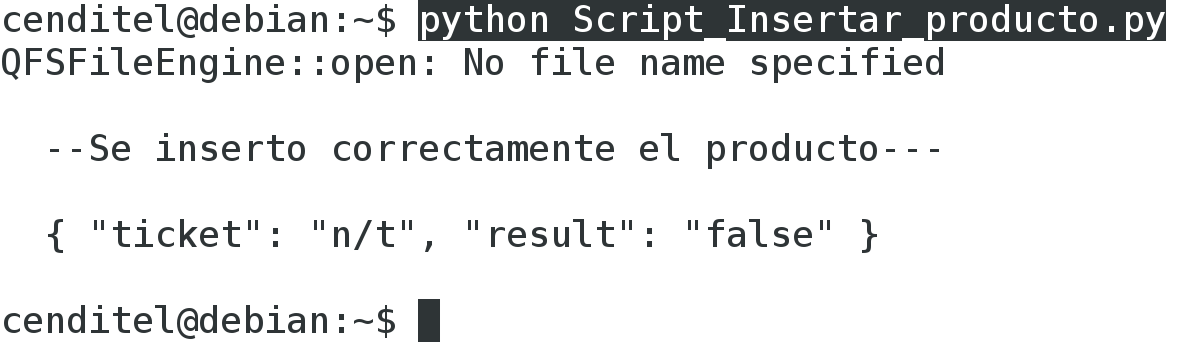 cenditel@debian:~$ python Script_Insertar_producto.py
QFSFileEngine::open: No file name specified
--Se inserto correctamente el producto---
{ "ticket": "n/t", "result": "false" }
cenditel@debian:~$